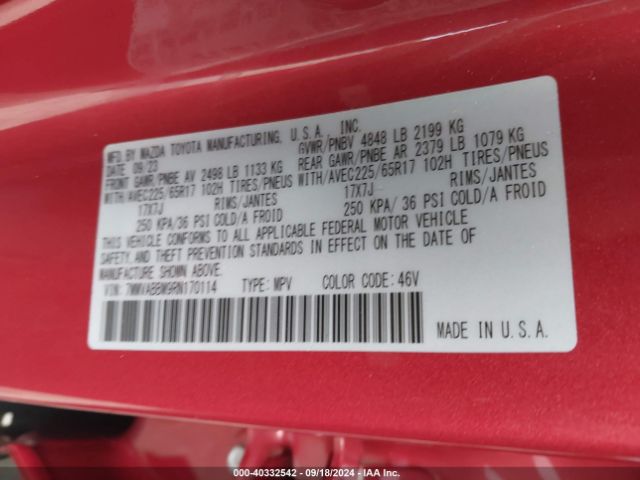 MFD. BY MAZDA TOYOTA MANUFACTURING, U.S.A., INC.
DATE 09/23 GVWR/PNBV 4848 LB 2199 KG
FRONT GAWR/PNBE AV 2498 LB 1133 KG REAR GAWR/PNBE AR 2379 LB 1079 KG
WITH/AVEC225/65R17 102H TIRES/PNEUS WITH/AVEC225/65R17 102H TIRES/PNEUS
17X7J RIMS/JANTES 17X7J RIMS/JANTES
250 KPA/36 PSI COLD/A FROID 250 KPA/36 PSI COLD/A FROID
THIS VEHICLE CONFORMS TO ALL APPLICABLE FEDERAL MOTOR VEHICLE
SAFETY, AND THEFT PREVENTION STANDARDS IN EFFECT ON THE DATE OF
MANUFACTURE SHOWN ABOVE.
VIN: 7MMVABBM9RN170114 TYPE: MPV COLOR CODE: 46V
MADE IN U.S.A.
000-40332542 - 09/18/2024 - IAA Inc.